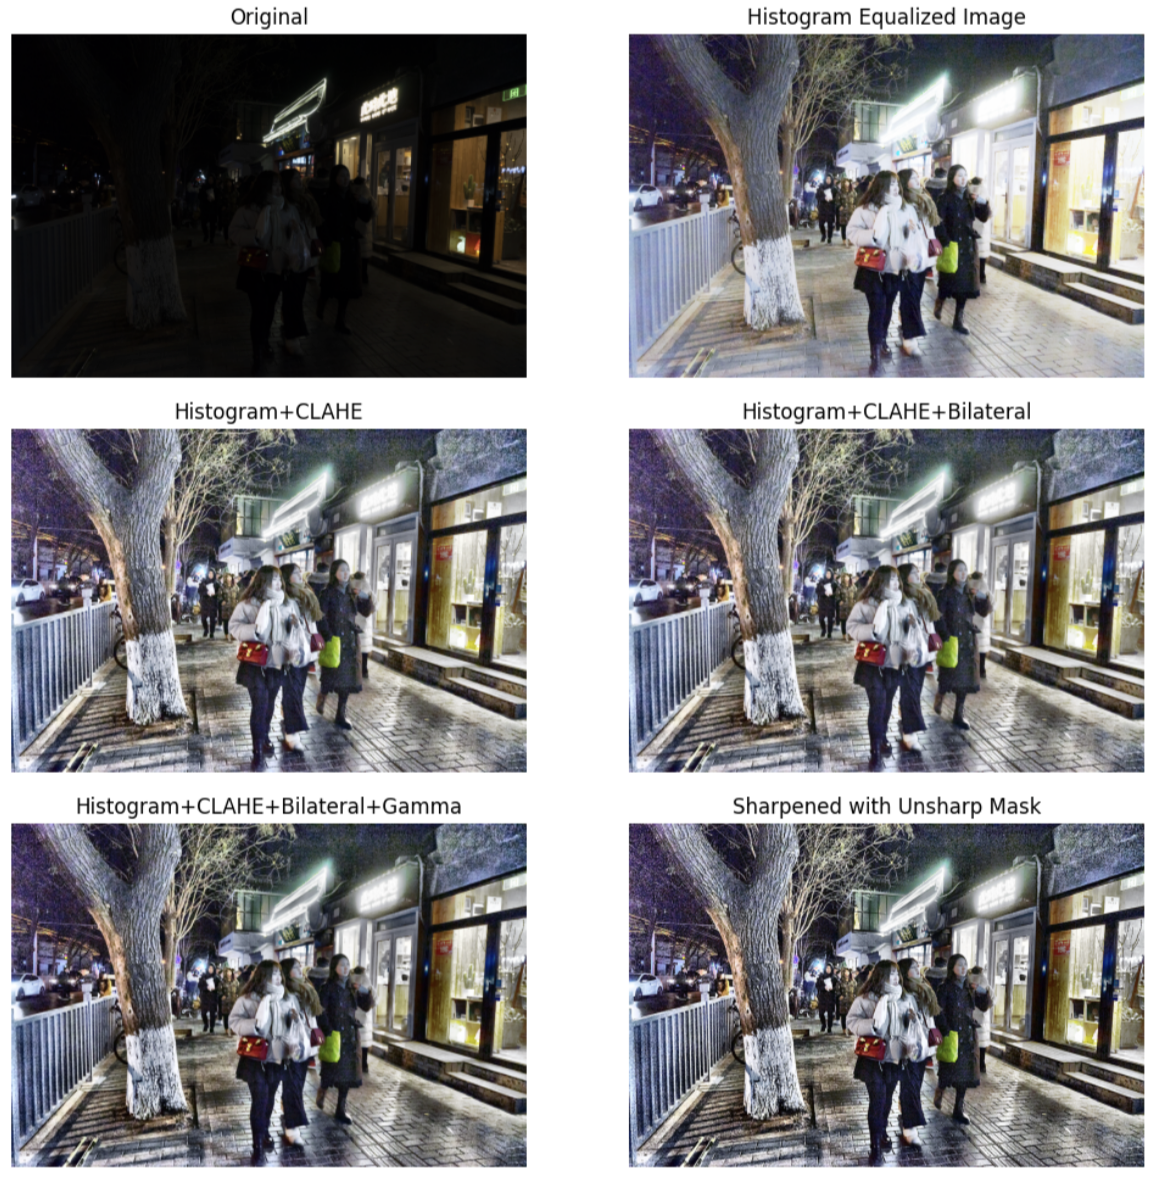 Original
Histogram Equalized Image
Histogram+CLAHE
Histogram+CLAHE+Bilateral
Histogram+CLAHE+Bilateral+Gamma
Sharpened with Unsharp Mask